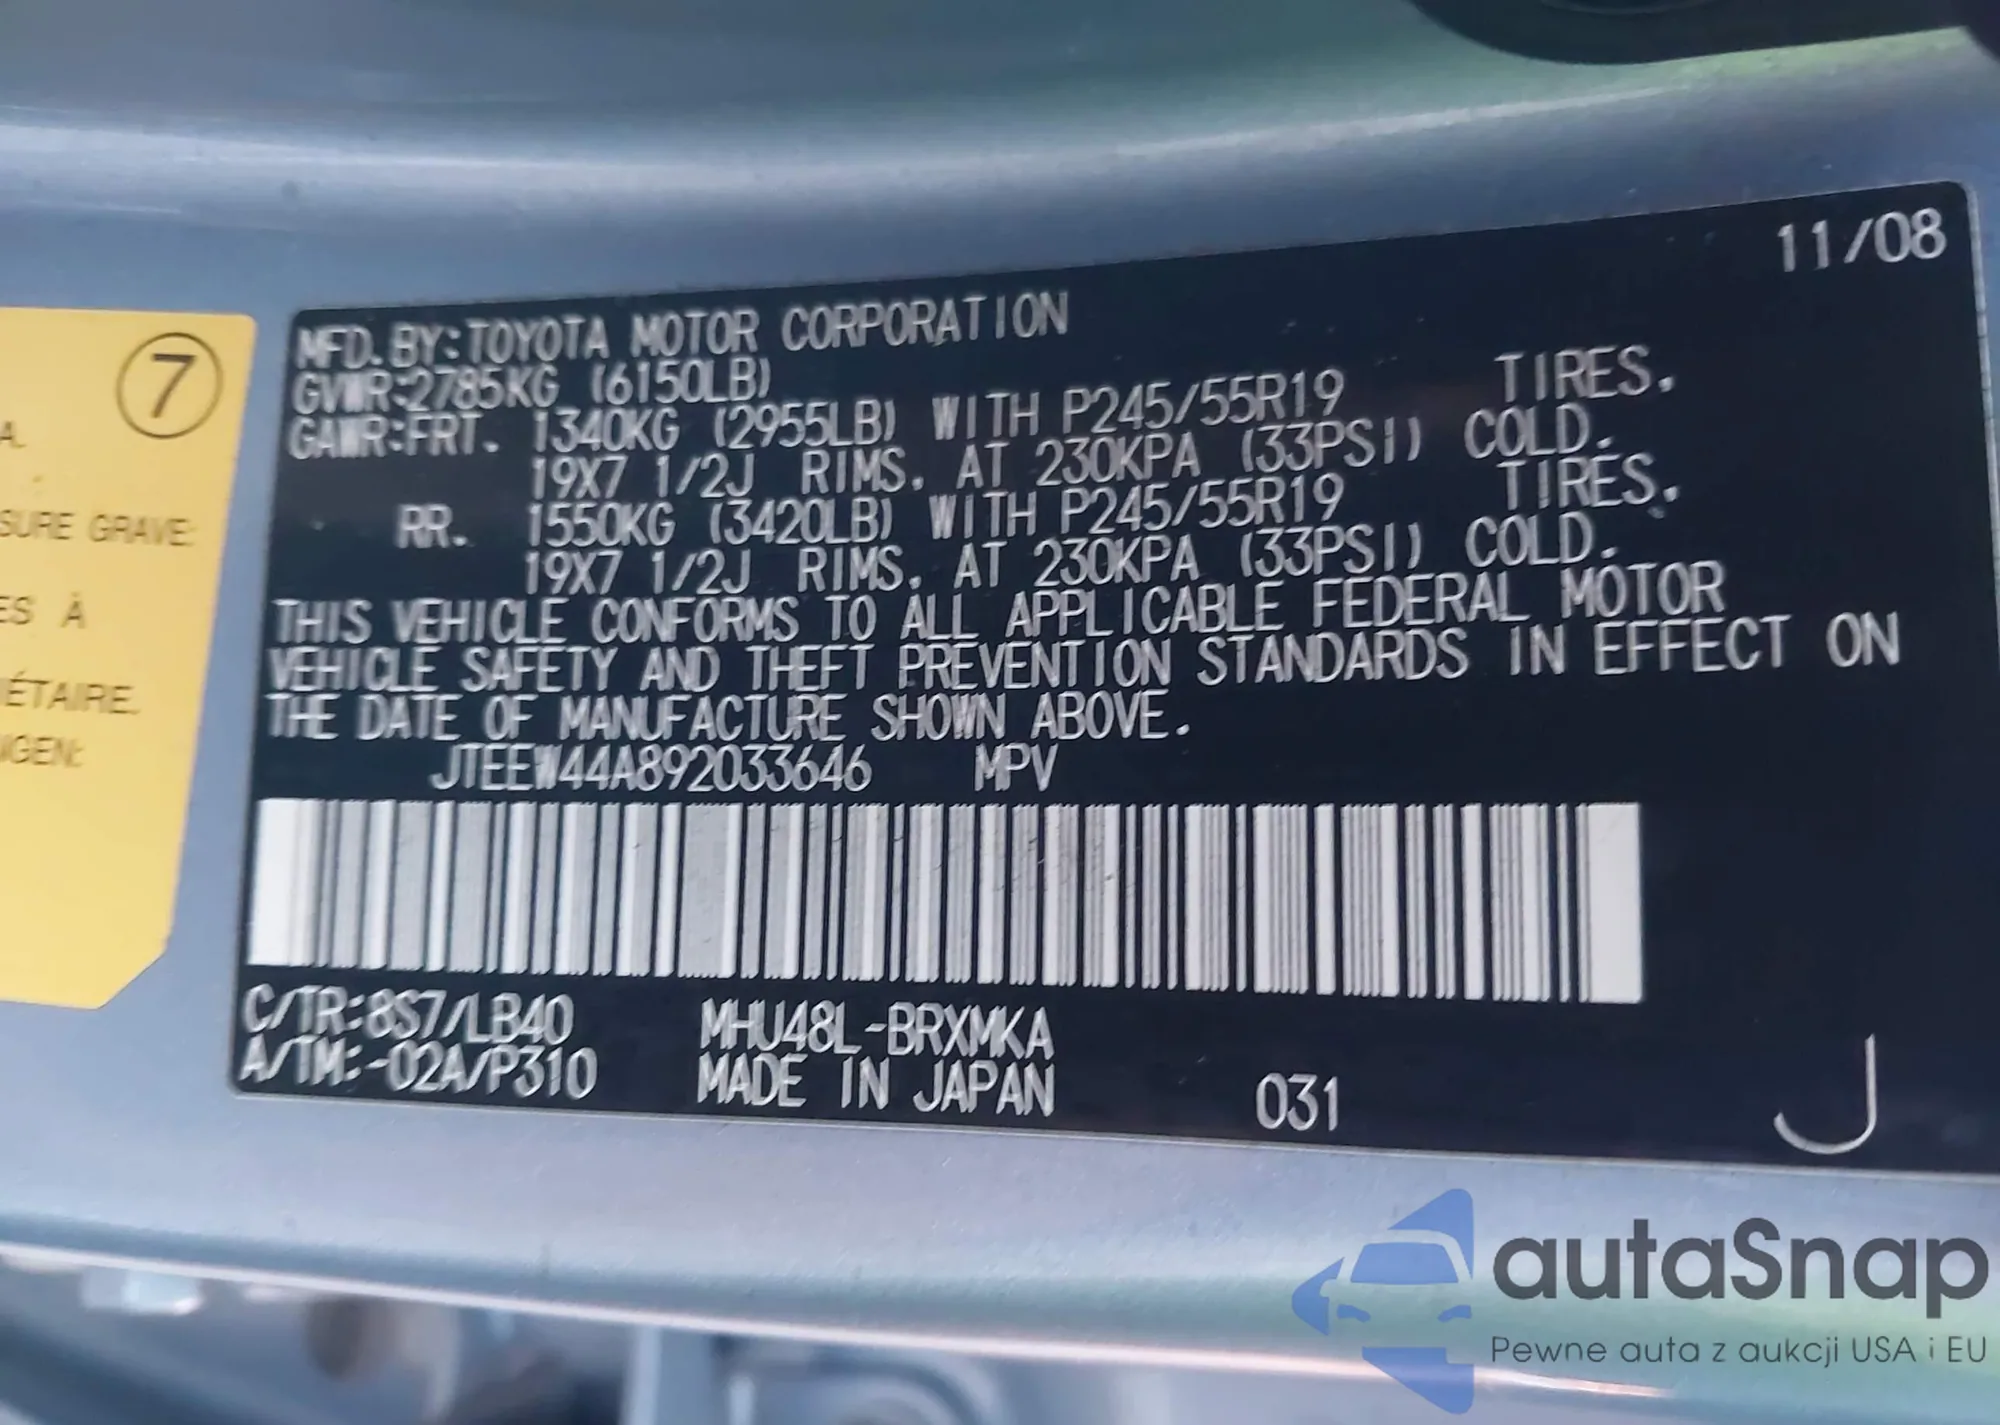 7
A.
:
SURE GRAVE:
ES À
IÉTAIRE.
NGEN:
11/08
MFD. BY: TOYOTA MOTOR CORPORATION
GVWR: 2785KG (6150LB)
GAWR: FRT. 1340KG (2955LB) WITH P245/55R19 TIRES.
19X7 1/2J RIMS. AT 230KPA (33PSI) COLD.
RR. 1550KG (3420LB) WITH P245/55R19 TIRES.
19X7 1/2J RIMS. AT 230KPA (33PSI) COLD.
THIS VEHICLE CONFORMS TO ALL APPLICABLE FEDERAL MOTOR
VEHICLE SAFETY AND THEFT PREVENTION STANDARDS IN EFFECT ON
THE DATE OF MANUFACTURE SHOWN ABOVE.
JTEEW44A892033646 MPV
C/TR: 8S7/LB40 MHU48L-BRXMKA
A/TM: -02A/P310 MADE IN JAPAN 031 J
autaSnap
Pewne auta z aukcji USA i EU